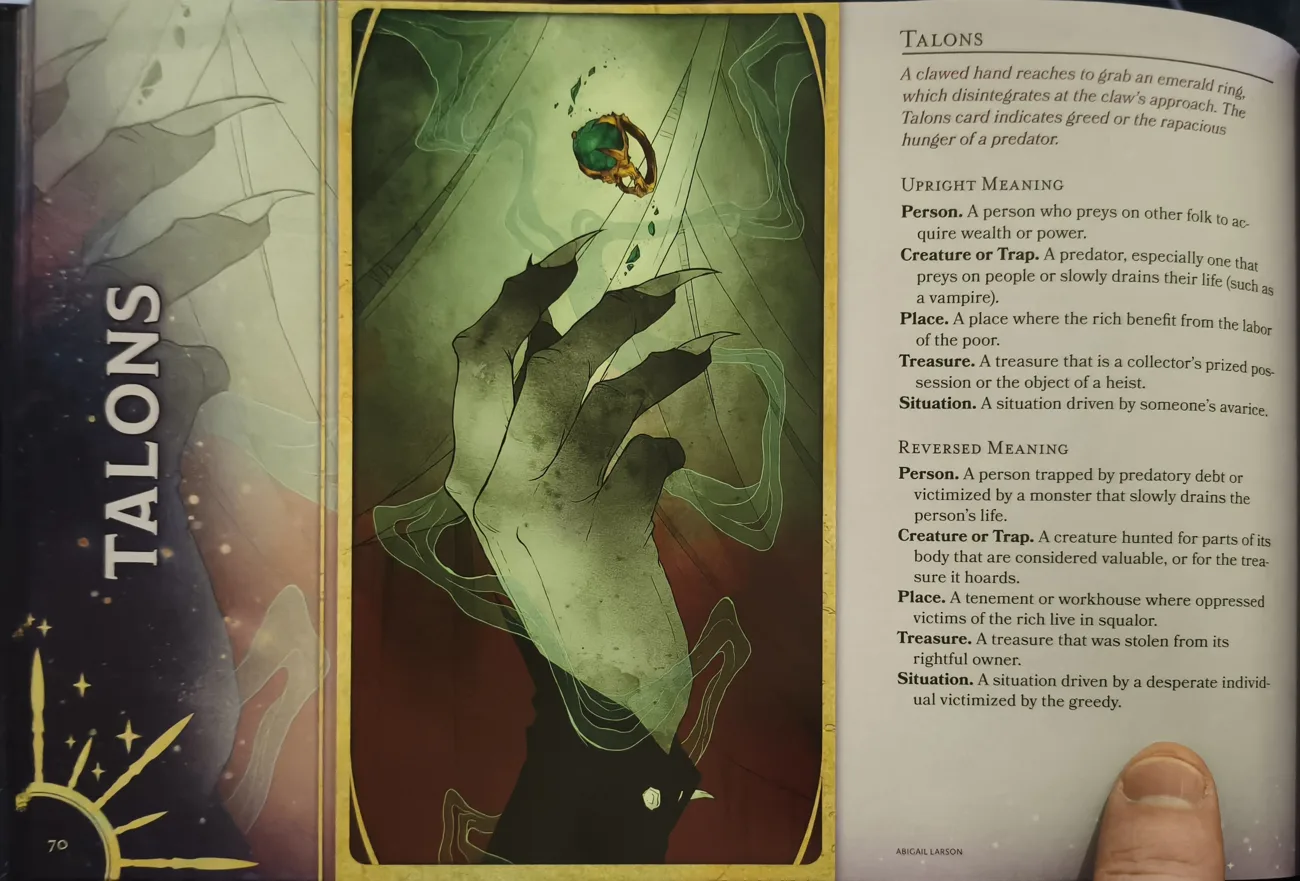 TALONS
70
TALONS
A clawed hand reaches to grab an emerald ring,
which disintegrates at the claw's approach. The
Talons card indicates greed or the rapacious
hunger of a predator.
UPRIGHT MEANING
Person. A person who preys on other folk to ac-
quire wealth or power.
Creature or Trap. A predator, especially one that
preys on people or slowly drains their life (such as
a vampire).
Place. A place where the rich benefit from the labor
of the poor.
Treasure. A treasure that is a collector's prized pos-
session or the object of a heist.
Situation. A situation driven by someone's avarice.
REVERSED MEANING
Person. A person trapped by predatory debt or
victimized by a monster that slowly drains the
person's life.
Creature or Trap. A creature hunted for parts of its
body that are considered valuable, or for the trea-
sure it hoards.
Place. A tenement or workhouse where oppressed
victims of the rich live in squalor.
Treasure. A treasure that was stolen from its
rightful owner.
Situation. A situation driven by a desperate individ-
ual victimized by the greedy.
ABIGAIL LARSON